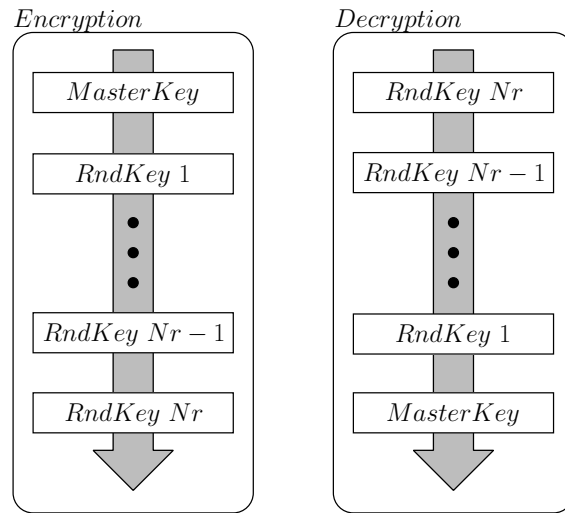 Encryption
MasterKey
RndKey 1
RndKey Nr − 1
RndKey Nr
Decryption
RndKey Nr
RndKey Nr − 1
RndKey 1
MasterKey